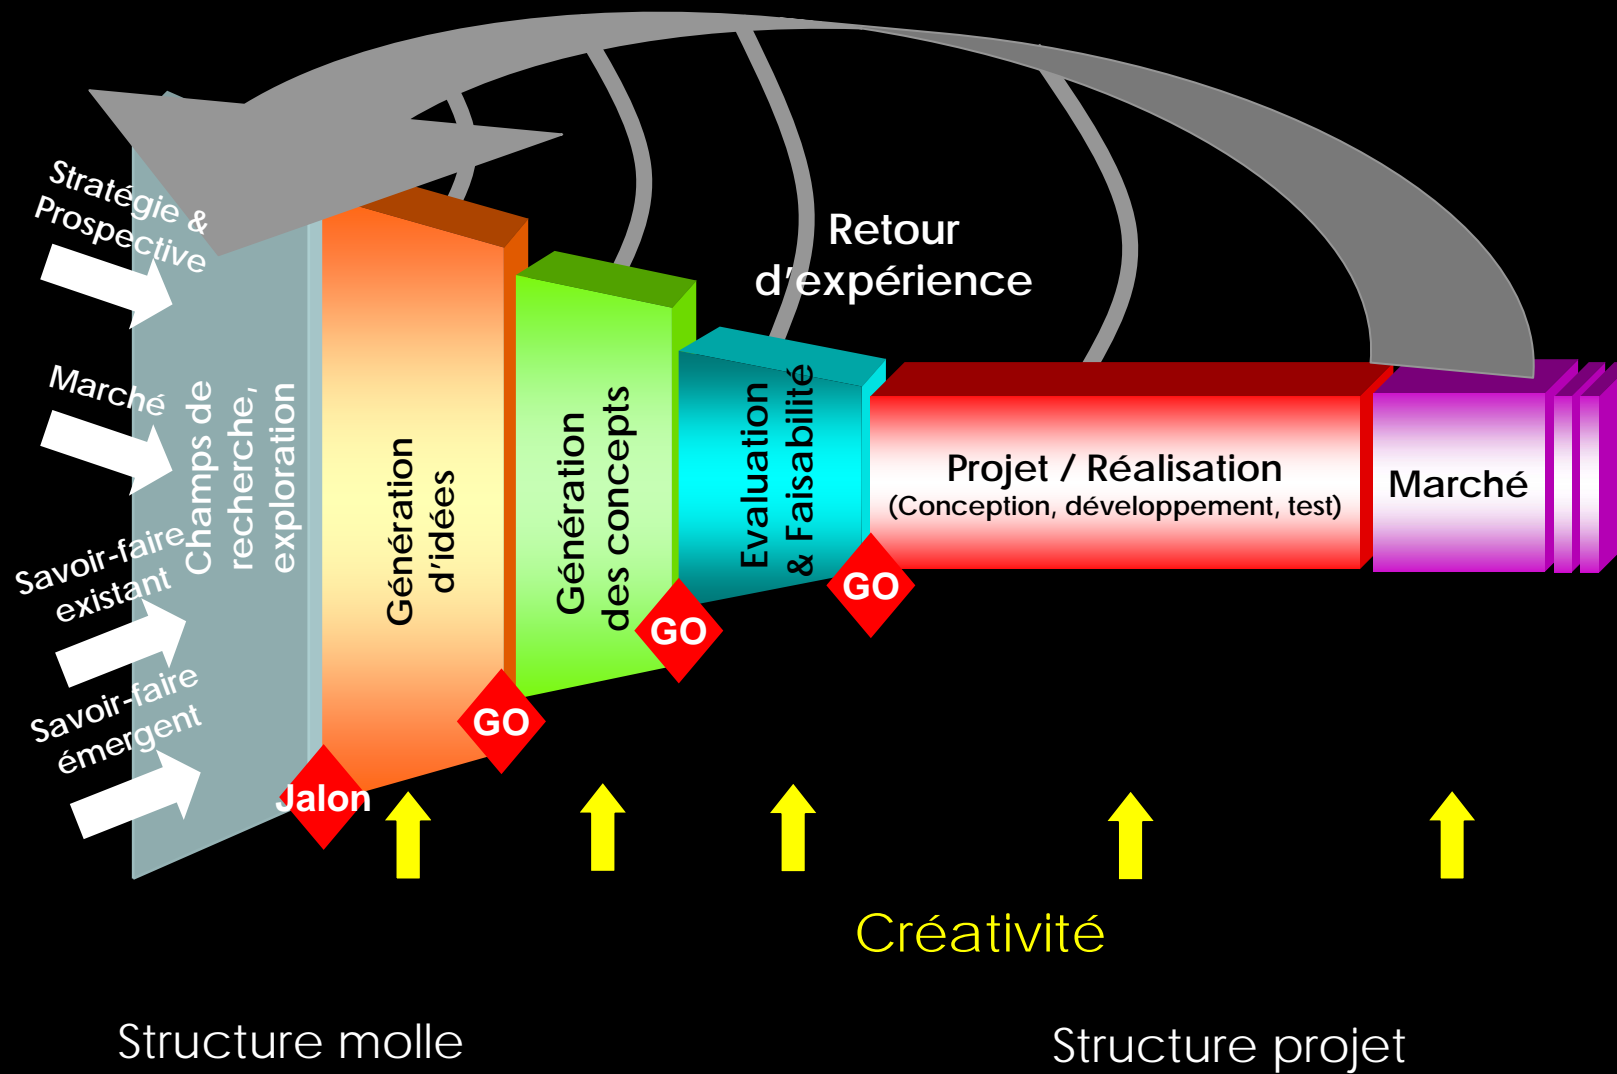 Stratégie &
Prospective
Marché
Savoir-faire
existant
Savoir-faire
émergent
Champs de
recherche,
exploration
Génération
d'idées
Génération
des concepts
Evaluation
& Faisabilité
Retour
d'expérience
Projet / Réalisation
(Conception, développement, test)
Marché
Jalon
GO
GO
GO
Créativité
Structure molle
Structure projet